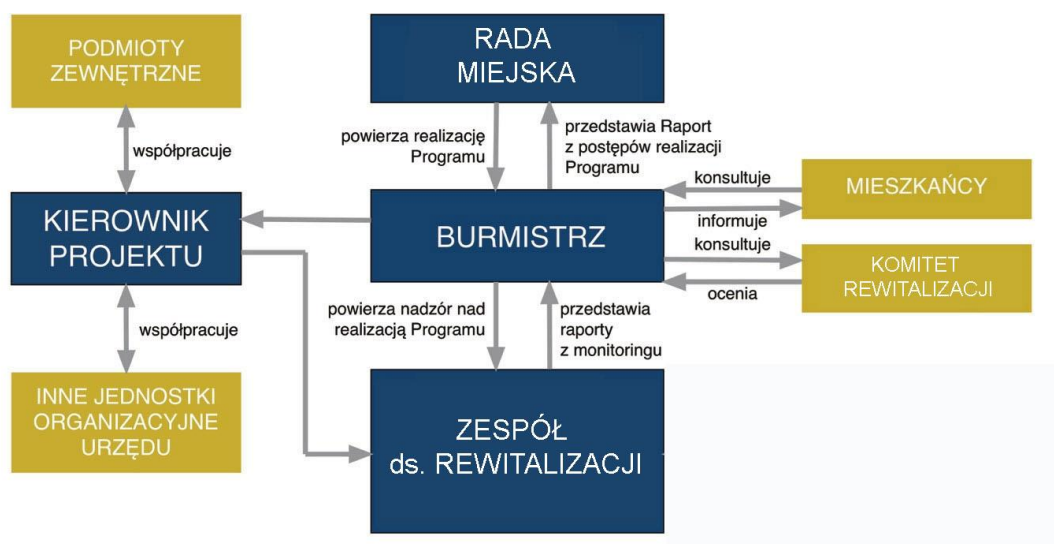 PODMIOTY
ZEWNĘTRZNE
RADA
MIEJSKA
współpracuje
powierza realizację
Programu
przedstawia Raport
z postępów realizacji
Programu
KIEROWNIK
PROJEKTU
BURMISTRZ
konsultuje
informuje
MIESZKAŃCY
konsultuje
ocenia
KOMITET
REWITALIZACJI
współpracuje
powierza nadzór nad
realizacją Programu
przedstawia
raporty
z monitoringu
INNE JEDNOSTKI
ORGANIZACYJNE
URZĘDU
ZESPÓŁ
ds. REWITALIZACJI